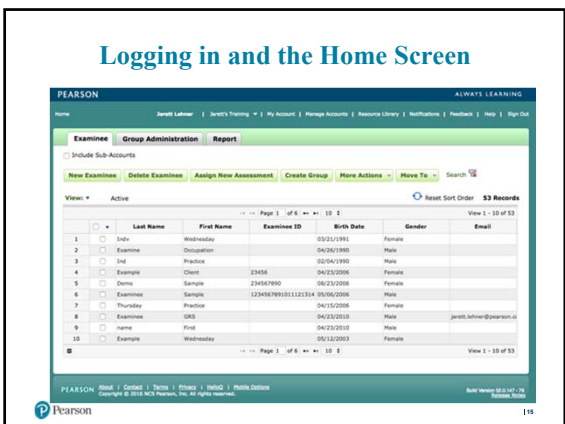 Logging in and the Home Screen
PEARSON ALWAYS LEARNING
Home Jarett Lehner | Jarett's Training | My Account | Manage Accounts | Resource Library | Notifications | Feedback | Help | Sign Out
Examinee Group Administration Report
Include Sub-Accounts
New Examinee Delete Examinee Assign New Assessment Create Group More Actions Move To Search
View: Active Reset Sort Order 53 Records
Page 1 of 6 10 View 1 - 10 of 53
Last Name First Name Examinee ID Birth Date Gender Email
1 Indv Wednesday 03/21/1991 Female
2 Examine Occupation 04/26/1990 Male
3 Ind Practice 02/04/1990 Male
4 Example Client 23456 04/23/2006 Female
5 Demo Sample 234567890 08/23/2006 Female
6 Examinee Sample 1234567891011121314 05/06/2006 Male
7 Thursday Practice 04/15/2006 Female
8 Examinee GRS 04/23/2010 Male jarett.lehner@pearson.co
9 name First 04/23/2010 Male
10 Example Wednesday 05/12/2003 Female
Page 1 of 6 10 View 1 - 10 of 53
PEARSON About | Contact | Terms | Privacy | HelloQ | Mobile Options
Copyright © 2016 NCS Pearson, Inc. All rights reserved.
Release Notes
Pearson | 15